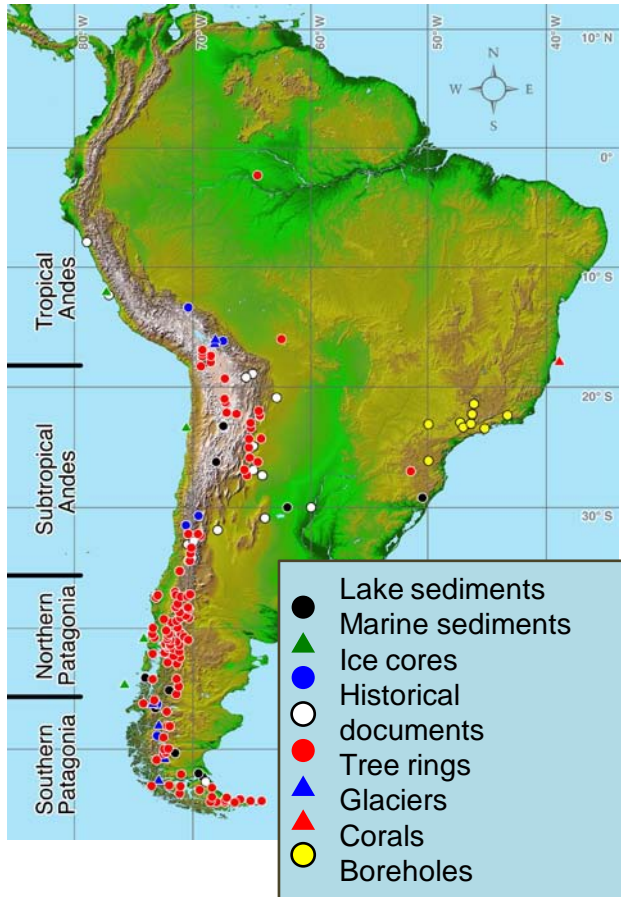 80° W
70° W
60° W
50° W
40° W
10° N
N
W E
S
0°
10° S
20° S
30° S
Tropical
Andes
Subtropical
Andes
Northern
Patagonia
Southern
Patagonia
Lake sediments
Marine sediments
Ice cores
Historical
documents
Tree rings
Glaciers
Corals
Boreholes